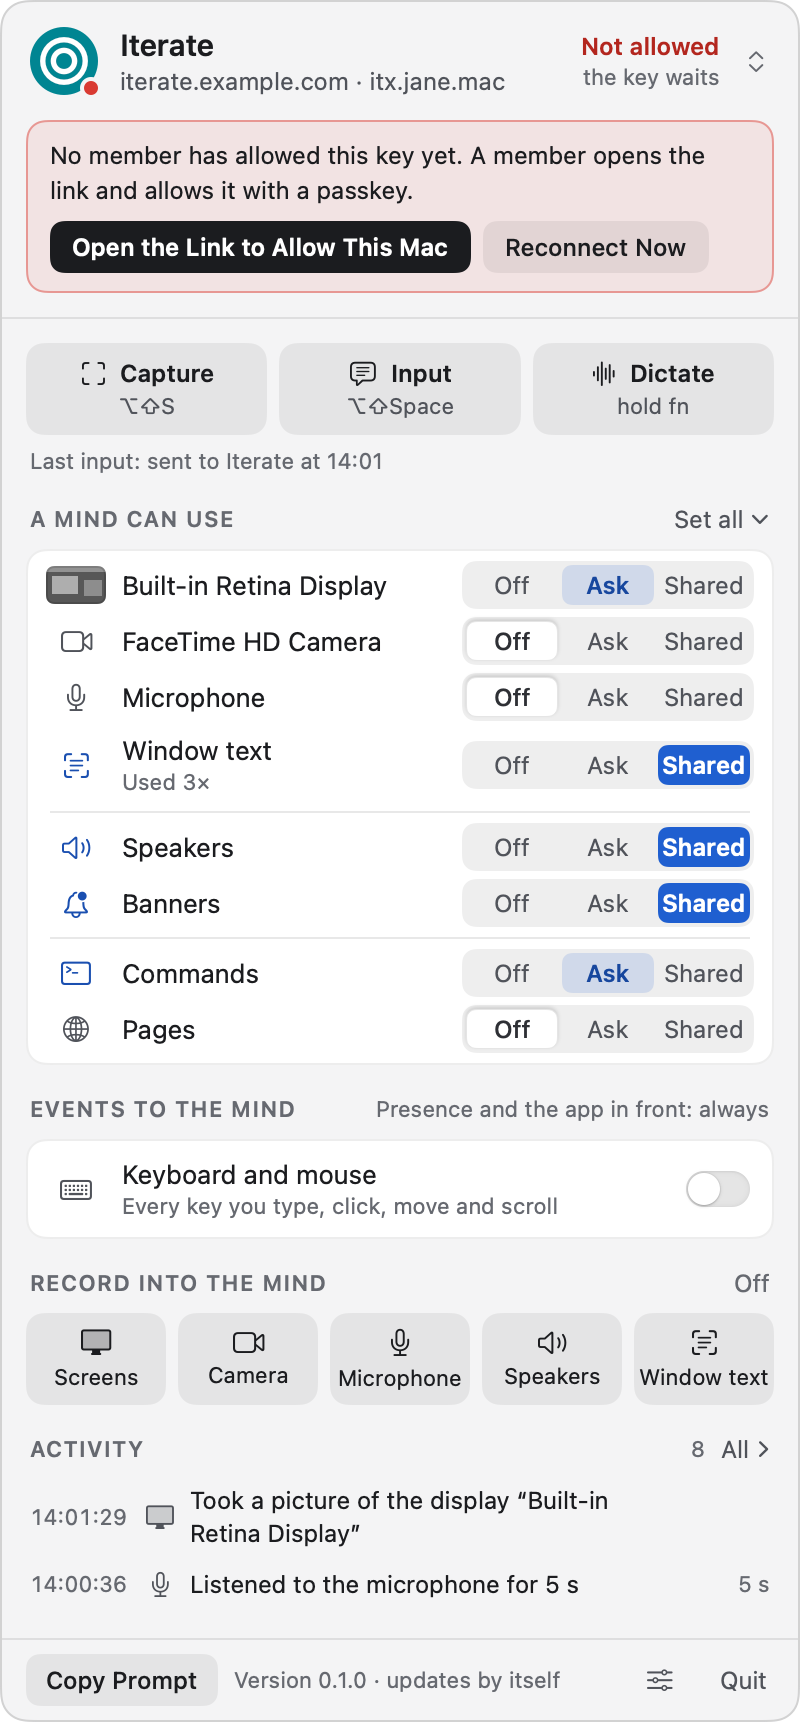 Iterate
iterate.example.com · itx.jane.mac
Not allowed
the key waits
No member has allowed this key yet. A member opens the
link and allows it with a passkey.
Open the Link to Allow This Mac
Reconnect Now
Capture
⌥⇧S
Input
⌥⇧Space
Dictate
hold fn
Last input: sent to Iterate at 14:01
A MIND CAN USE
Set all
Built-in Retina Display
Off Ask Shared
FaceTime HD Camera
Off Ask Shared
Microphone
Off Ask Shared
Window text
Used 3×
Off Ask Shared
Speakers
Off Ask Shared
Banners
Off Ask Shared
Commands
Off Ask Shared
Pages
Off Ask Shared
EVENTS TO THE MIND
Presence and the app in front: always
Keyboard and mouse
Every key you type, click, move and scroll
RECORD INTO THE MIND
Off
Screens
Camera
Microphone
Speakers
Window text
ACTIVITY
8 All
14:01:29
Took a picture of the display “Built-in
Retina Display”
14:00:36
Listened to the microphone for 5 s
5 s
Copy Prompt
Version 0.1.0 · updates by itself
Quit